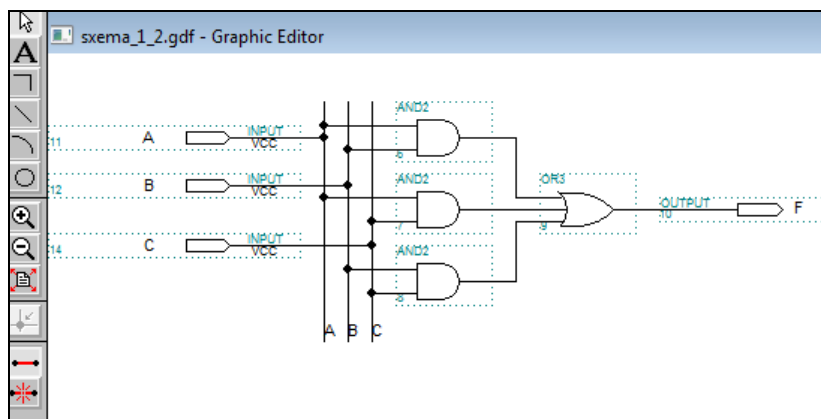 sxema_1_2.gdf - Graphic Editor
A
AND2
INPUT
VCC
11
A
6
B
INPUT
VCC
12
AND2
7
OR3
9
OUTPUT
10
F
C
INPUT
VCC
14
AND2
8
A B C